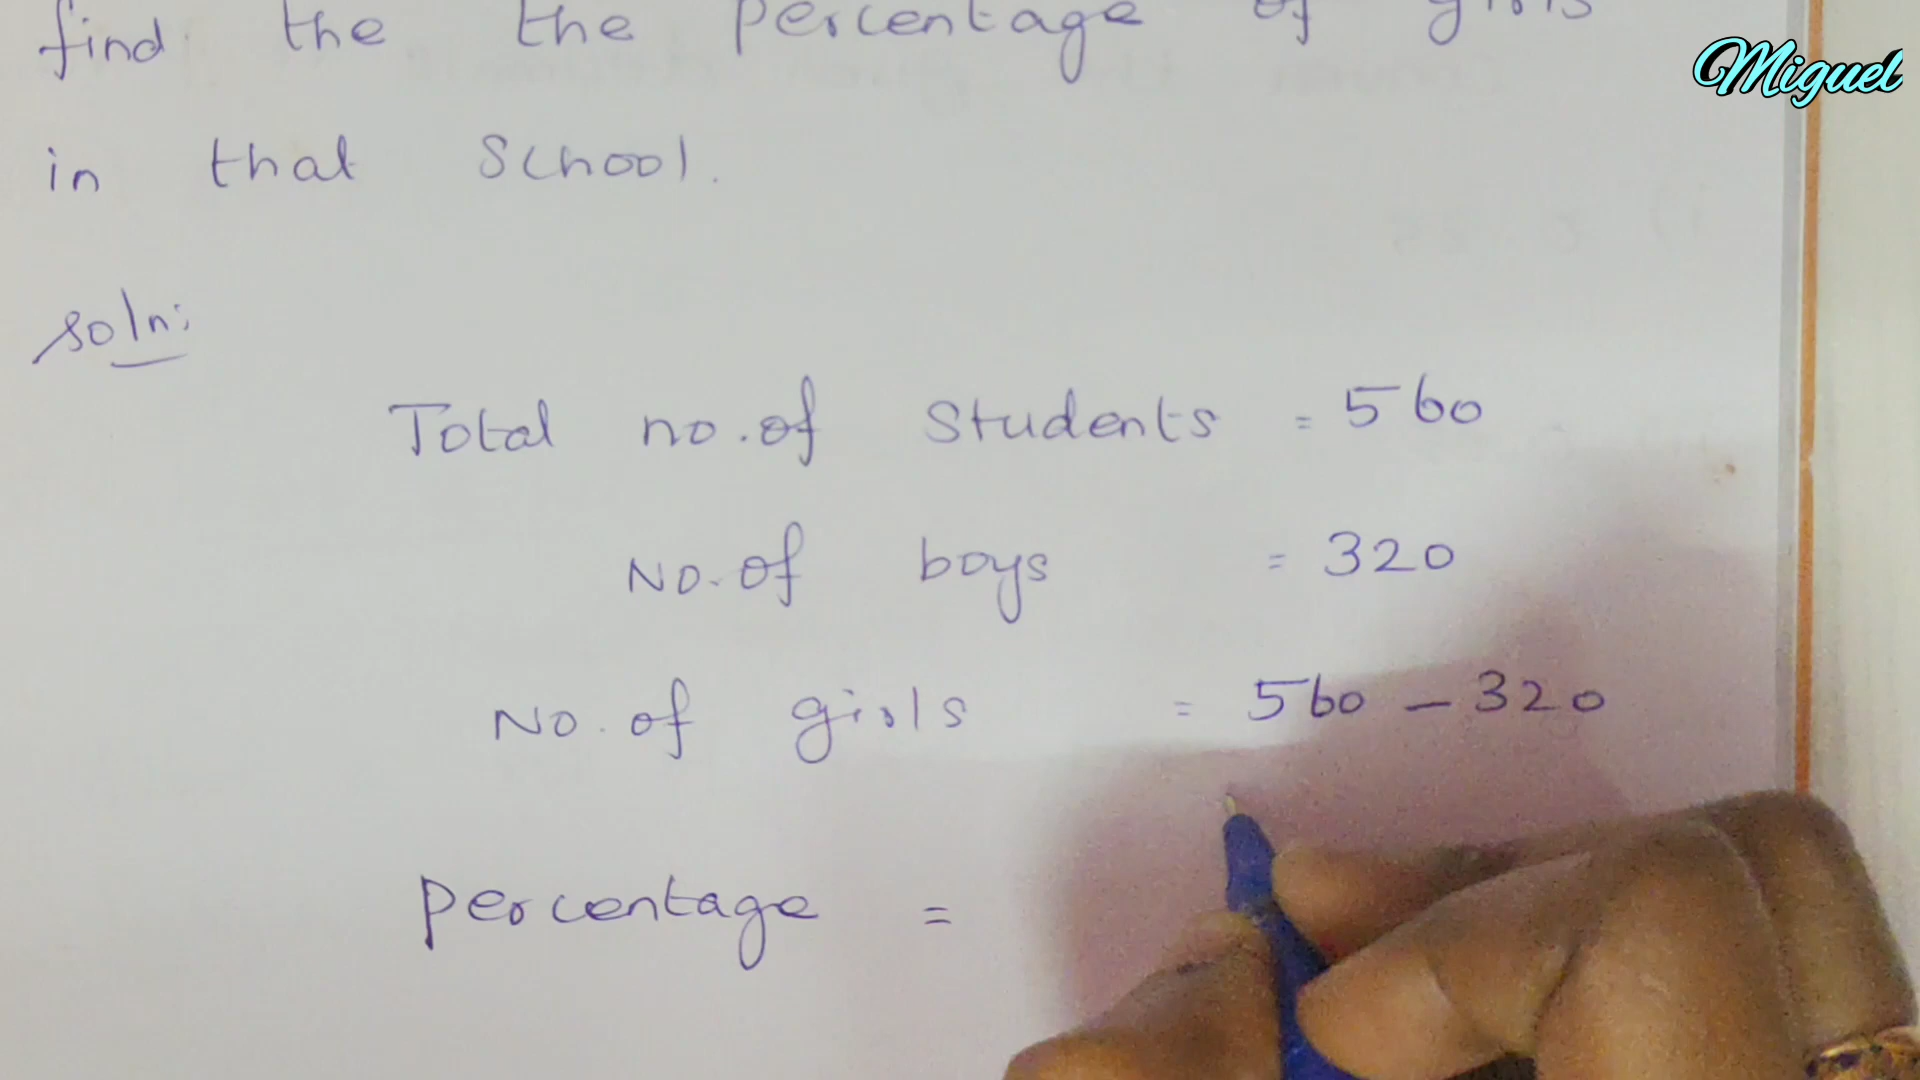 find the the percentage of girls
Miguel
in that school.
soln:
Total no. of students = 560
No. of boys = 320
No. of girls = 560 - 320
percentage =